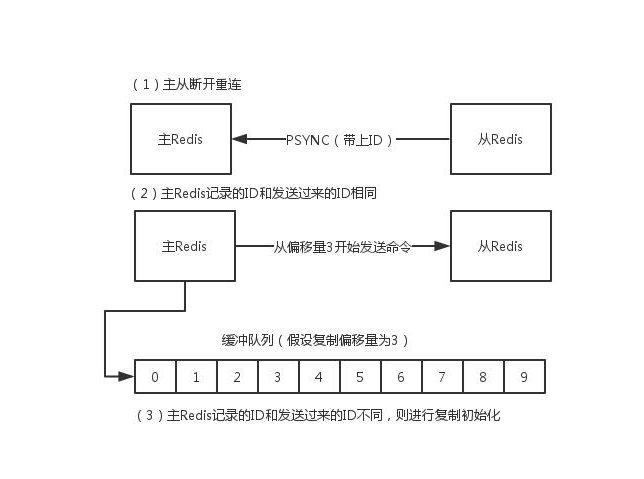 （1）主从断开重连
主Redis
PSYNC（带上ID）
从Redis
（2）主Redis记录的ID和发送过来的ID相同
主Redis
从偏移量3开始发送命令
从Redis
缓冲队列（假设复制偏移量为3）
0 1 2 3 4 5 6 7 8 9
（3）主Redis记录的ID和发送过来的ID不同，则进行复制初始化